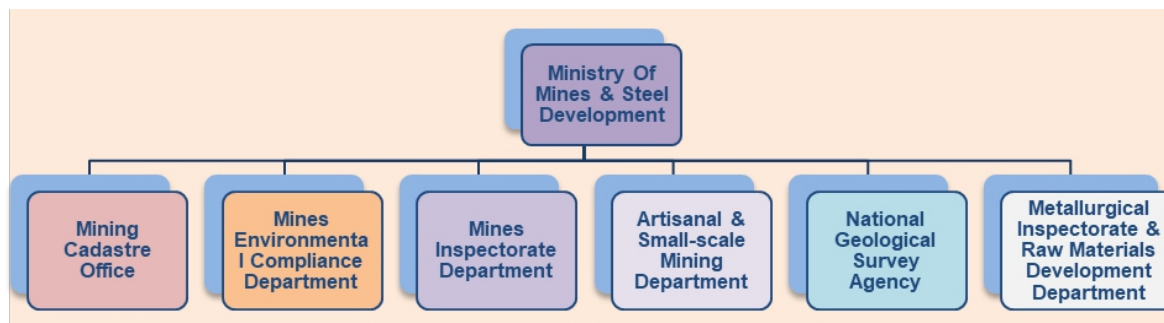 Ministry Of
Mines & Steel
Development
Mining
Cadastre
Office
Mines
Environmenta
l Compliance
Department
Mines
Inspectorate
Department
Artisanal &
Small-scale
Mining
Department
National
Geological
Survey
Agency
Metallurgical
Inspectorate &
Raw Materials
Development
Department